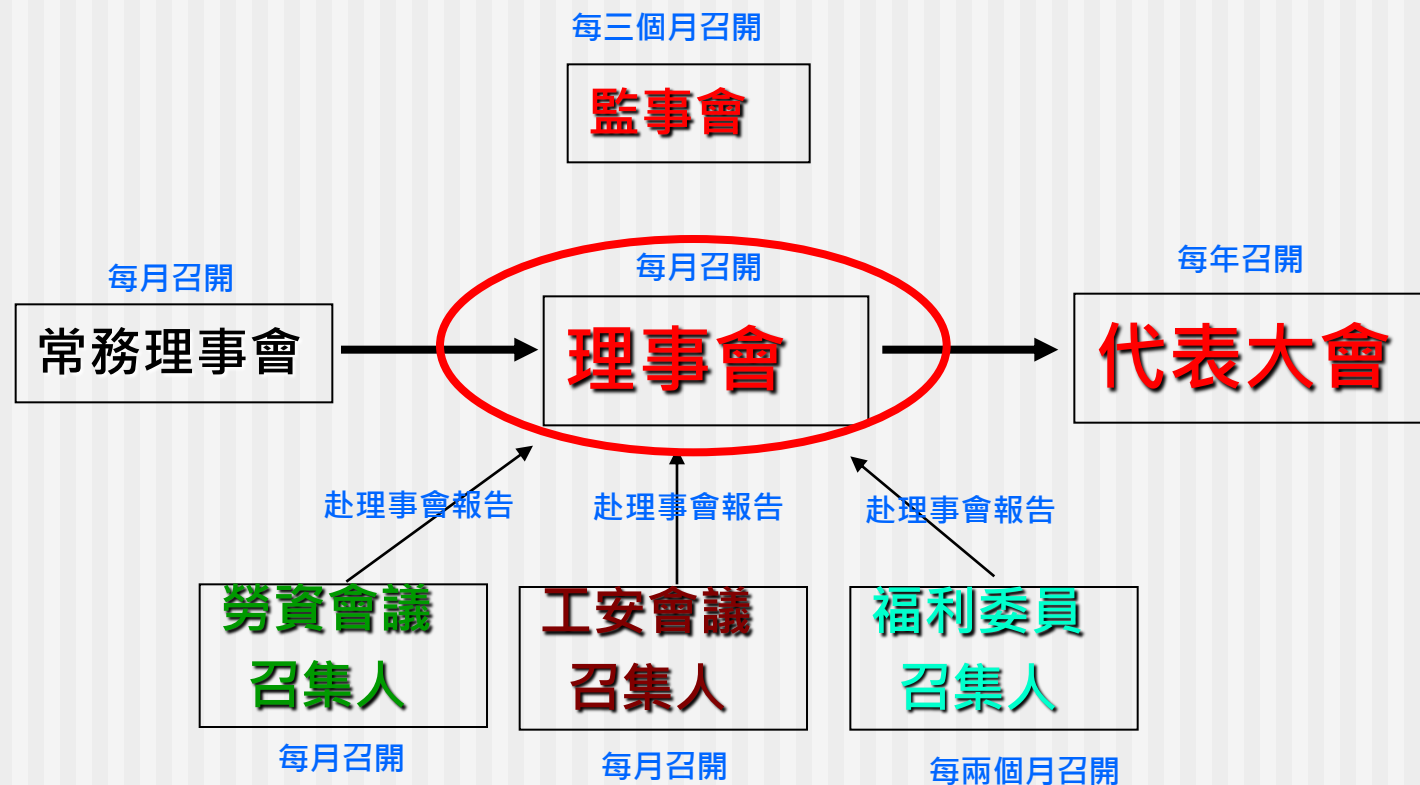 每三個月召開
監事會
每月召開
常務理事會
每月召開
理事會
每年召開
代表大會
赴理事會報告
赴理事會報告
赴理事會報告
勞資會議
召集人
每月召開
工安會議
召集人
每月召開
福利委員
召集人
每兩個月召開